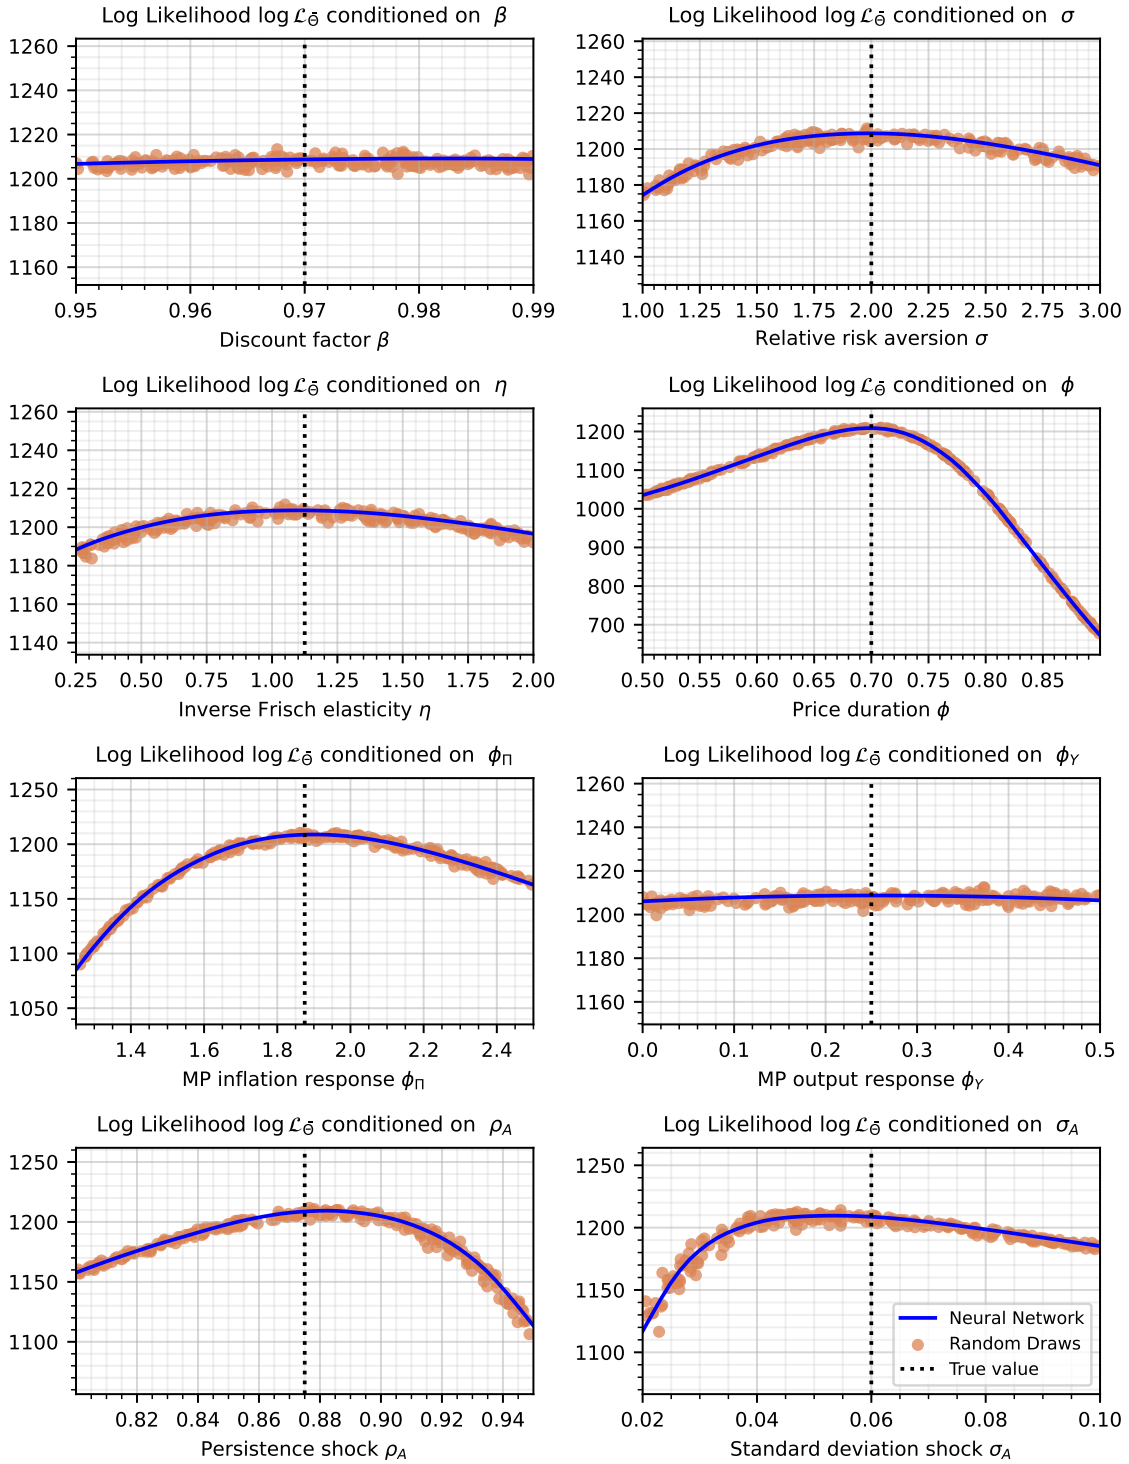 Log Likelihood log ℒ_Θ̄ conditioned on β
Log Likelihood log ℒ_Θ̄ conditioned on σ
1260
1240
1220
1200
1180
1160
0.95 0.96 0.97 0.98 0.99
Discount factor β
1260
1240
1220
1200
1180
1160
1140
1.00 1.25 1.50 1.75 2.00 2.25 2.50 2.75 3.00
Relative risk aversion σ
Log Likelihood log ℒ_Θ̄ conditioned on η
Log Likelihood log ℒ_Θ̄ conditioned on ϕ
1260
1240
1220
1200
1180
1160
1140
0.25 0.50 0.75 1.00 1.25 1.50 1.75 2.00
Inverse Frisch elasticity η
1200
1100
1000
900
800
700
0.50 0.55 0.60 0.65 0.70 0.75 0.80 0.85
Price duration ϕ
Log Likelihood log ℒ_Θ̄ conditioned on ϕ_Π
Log Likelihood log ℒ_Θ̄ conditioned on ϕ_Y
1250
1200
1150
1100
1050
1.4 1.6 1.8 2.0 2.2 2.4
MP inflation response ϕ_Π
1260
1240
1220
1200
1180
1160
0.0 0.1 0.2 0.3 0.4 0.5
MP output response ϕ_Y
Log Likelihood log ℒ_Θ̄ conditioned on ρ_A
Log Likelihood log ℒ_Θ̄ conditioned on σ_A
1250
1200
1150
1100
0.82 0.84 0.86 0.88 0.90 0.92 0.94
Persistence shock ρ_A
1250
1200
1150
1100
Neural Network
Random Draws
True value
0.02 0.04 0.06 0.08 0.10
Standard deviation shock σ_A